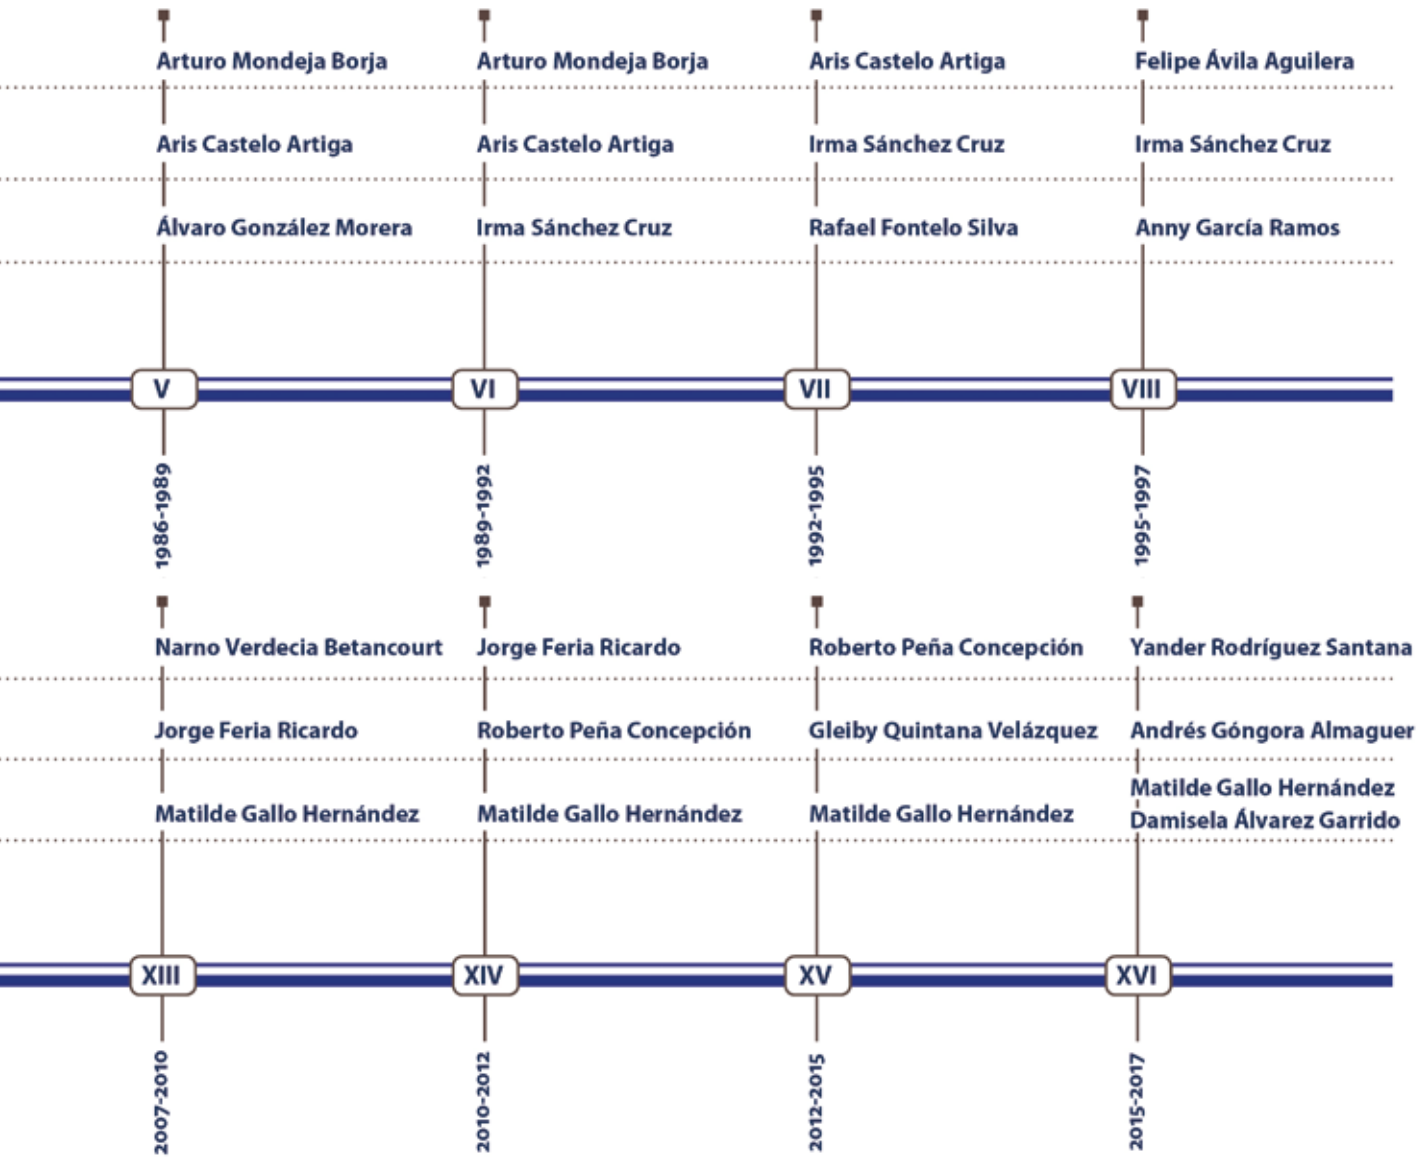 Arturo Mondeja Borja
Arturo Mondeja Borja
Aris Castelo Artiga
Felipe Ávila Aguilera
Aris Castelo Artiga
Aris Castelo Artiga
Irma Sánchez Cruz
Irma Sánchez Cruz
Álvaro González Morera
Irma Sánchez Cruz
Rafael Fontelo Silva
Anny García Ramos
V
VI
VII
VIII
1986-1989
1989-1992
1992-1995
1995-1997
Narno Verdecia Betancourt
Jorge Feria Ricardo
Roberto Peña Concepción
Yander Rodríguez Santana
Jorge Feria Ricardo
Roberto Peña Concepción
Gleiby Quintana Velázquez
Andrés Góngora Almaguer
Matilde Gallo Hernández
Matilde Gallo Hernández
Matilde Gallo Hernández
Matilde Gallo Hernández
Damisela Álvarez Garrido
XIII
XIV
XV
XVI
2007-2010
2010-2012
2012-2015
2015-2017